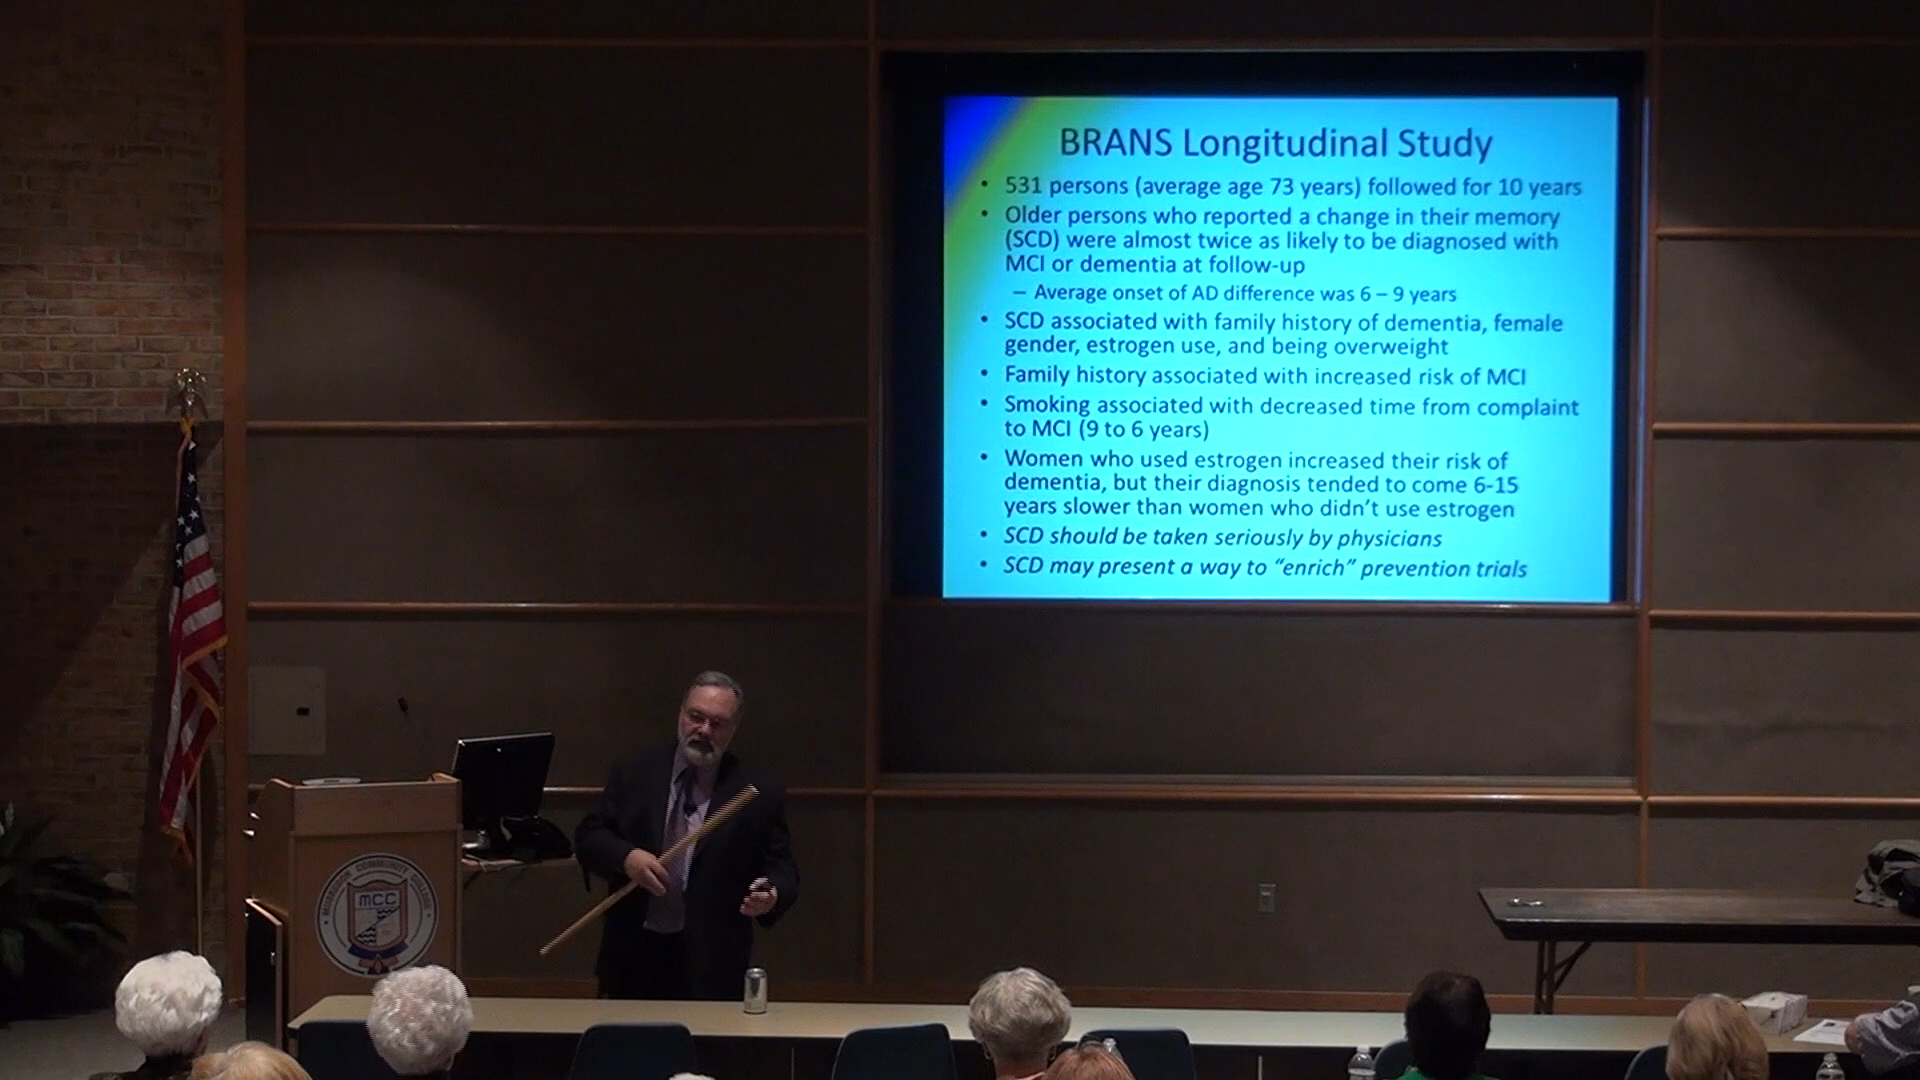 BRANS Longitudinal Study
• 531 persons (average age 73 years) followed for 10 years
• Older persons who reported a change in their memory
(SCD) were almost twice as likely to be diagnosed with
MCI or dementia at follow-up
– Average onset of AD difference was 6 – 9 years
• SCD associated with family history of dementia, female
gender, estrogen use, and being overweight
• Family history associated with increased risk of MCI
• Smoking associated with decreased time from complaint
to MCI (9 to 6 years)
• Women who used estrogen increased their risk of
dementia, but their diagnosis tended to come 6-15
years slower than women who didn’t use estrogen
• SCD should be taken seriously by physicians
• SCD may present a way to “enrich” prevention trials
MUSKEGON COMMUNITY COLLEGE
MCC